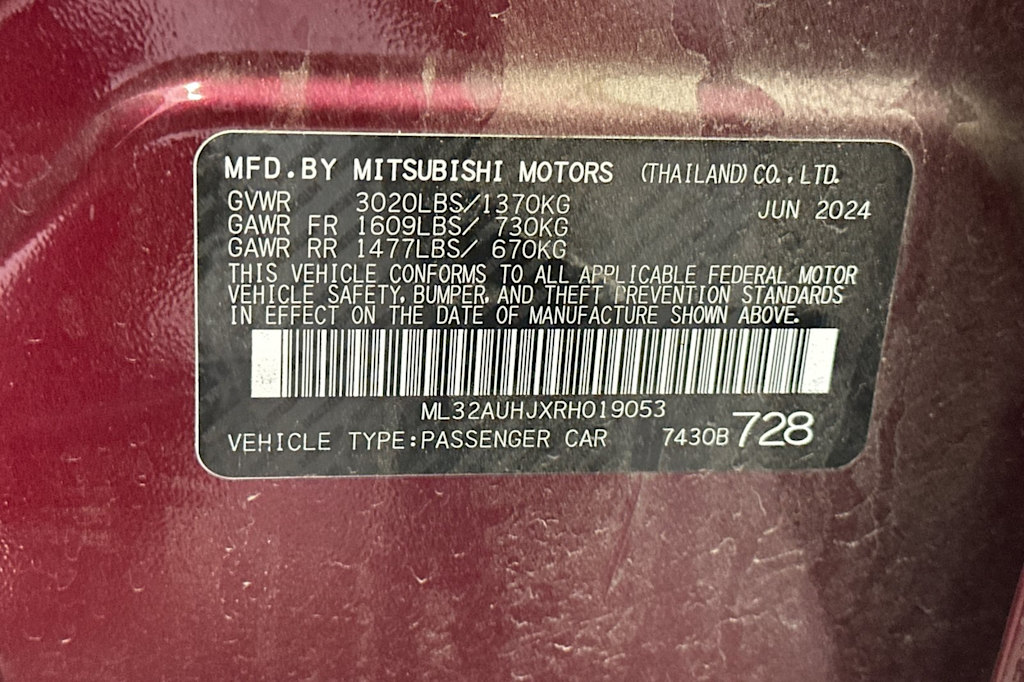 MFD.BY MITSUBISHI MOTORS (THAILAND) CO., LTD.
GVWR 3020LBS/1370KG JUN 2024
GAWR FR 1609LBS/ 730KG
GAWR RR 1477LBS/ 670KG
THIS VEHICLE CONFORMS TO ALL APPLICABLE FEDERAL MOTOR
VEHICLE SAFETY, BUMPER, AND THEFT PREVENTION STANDARDS
IN EFFECT ON THE DATE OF MANUFACTURE SHOWN ABOVE.
ML32AUHJXRH019053
VEHICLE TYPE:PASSENGER CAR 7430B 728